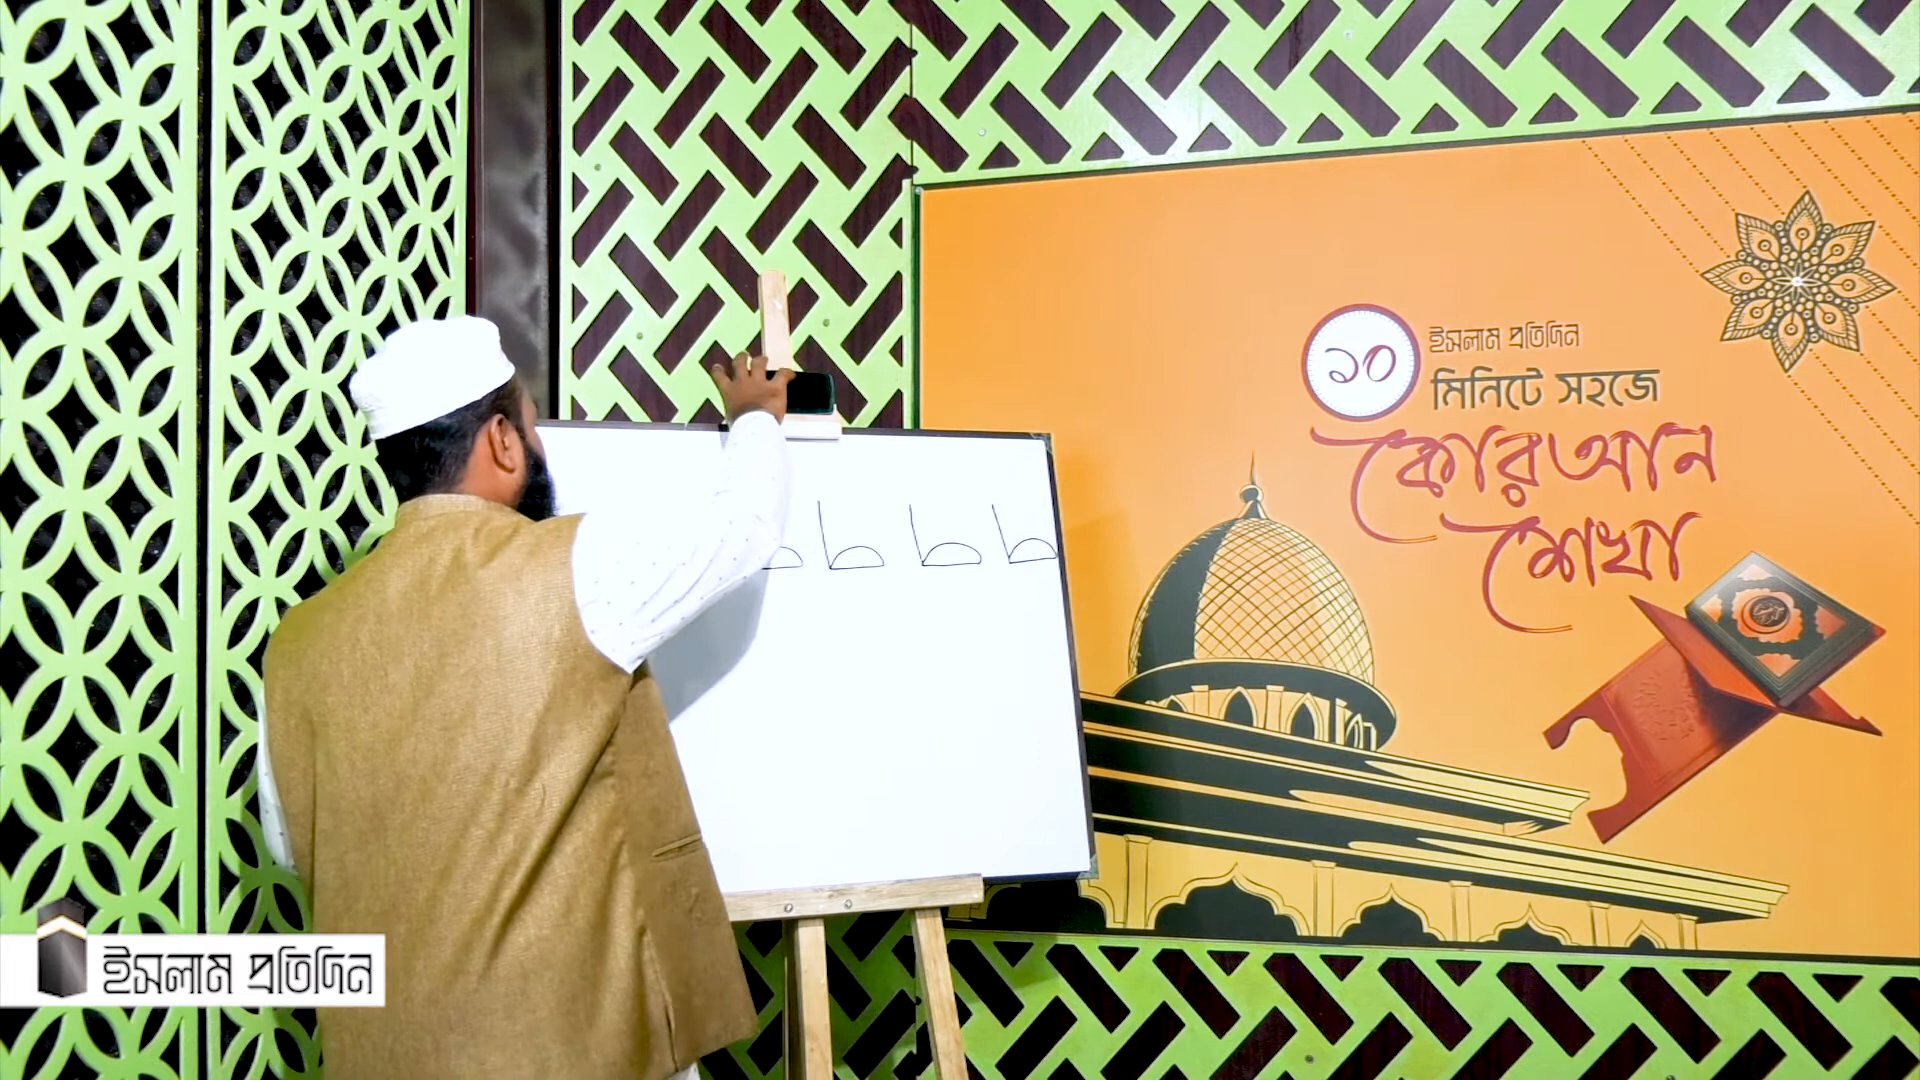 ১০
ইসলাম প্রতিদিন
মিনিটে সহজে
কোরআন
শেখা
ط ط ط ط
ইসলাম প্রতিদিন